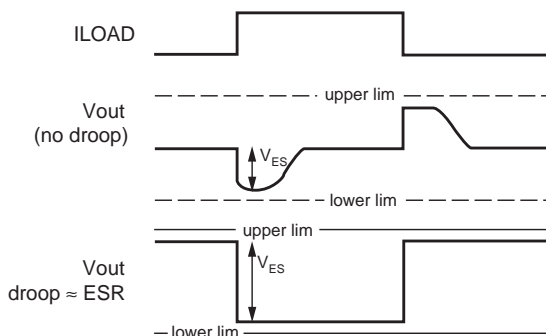 ILOAD
upper lim
Vout
(no droop)
VES
lower lim
upper lim
Vout
droop ≈ ESR
VES
lower lim